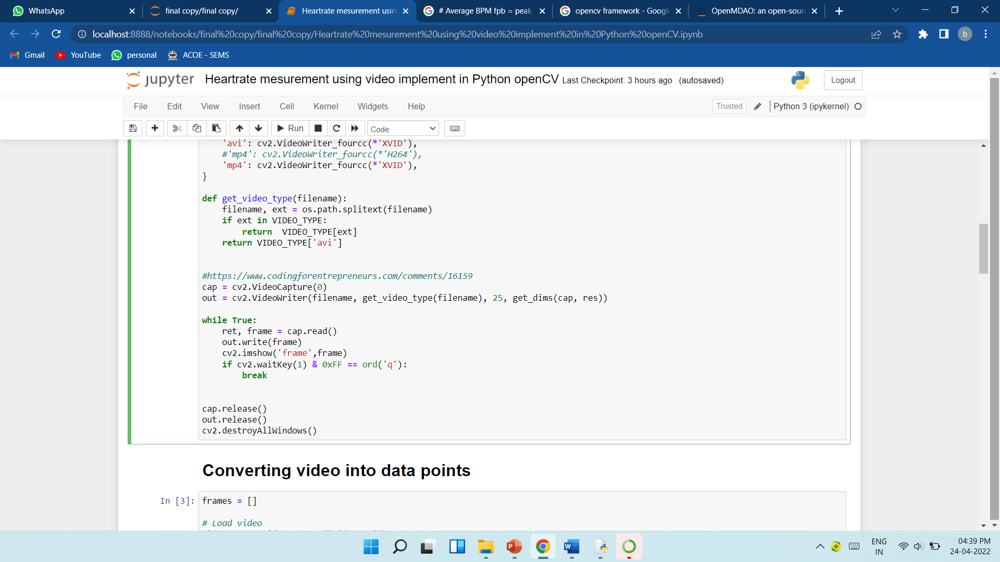 WhatsApp
final copy/final copy/
Heartrate mesurement usin
# Average BPM fpb = peak_
opencv framework - Google
OpenMDAO: an open-sour
localhost:8888/notebooks/final%20copy/final%20copy/Heartrate%20mesurement%20using%20video%20implement%20in%20Python%20openCV.ipynb
b
Gmail YouTube personal ACOE - SEMS
jupyter Heartrate mesurement using video implement in Python openCV Last Checkpoint: 3 hours ago (autosaved)
Logout
File Edit View Insert Cell Kernel Widgets Help
Trusted
Python 3 (ipykernel)
Run
Code
'avi': cv2.VideoWriter_fourcc(*'XVID'),
#'mp4': cv2.VideoWriter_fourcc(*'H264'),
'mp4': cv2.VideoWriter_fourcc(*'XVID'),
}
def get_video_type(filename):
filename, ext = os.path.splitext(filename)
if ext in VIDEO_TYPE:
return  VIDEO_TYPE[ext]
return VIDEO_TYPE['avi']
#https://www.codingforentrepreneurs.com/comments/16159
cap = cv2.VideoCapture(0)
out = cv2.VideoWriter(filename, get_video_type(filename), 25, get_dims(cap, res))
while True:
ret, frame = cap.read()
out.write(frame)
cv2.imshow('frame',frame)
if cv2.waitKey(1) & 0xFF == ord('q'):
break
cap.release()
out.release()
cv2.destroyAllWindows()
Converting video into data points
In [3]: frames = []
# Load video
ENG
IN
04:39 PM
24-04-2022